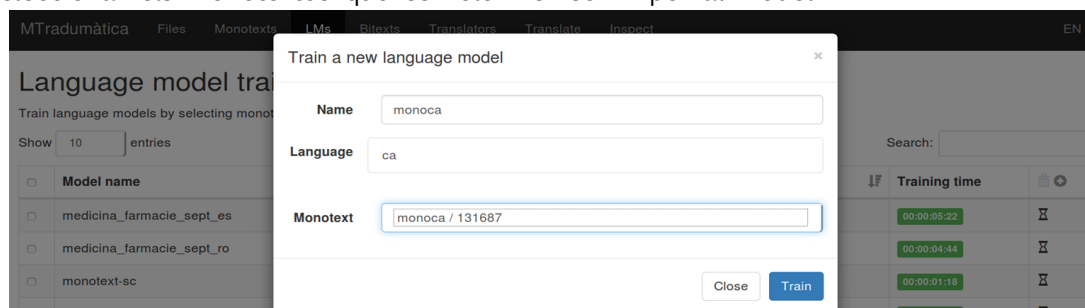 MTradumàtica Files Monotexts LMs Bitexts Translators Translate Inspect EN
Train a new language model ×
Language model trai
Train language models by selecting monot
Name monoca
Show 10 entries Search:
Language ca
Model name Training time
Monotext monoca / 131687
medicina_farmacie_sept_es 00:00:05:22
medicina_farmacie_sept_ro 00:00:04:44
monotext-sc 00:00:01:18
Close Train